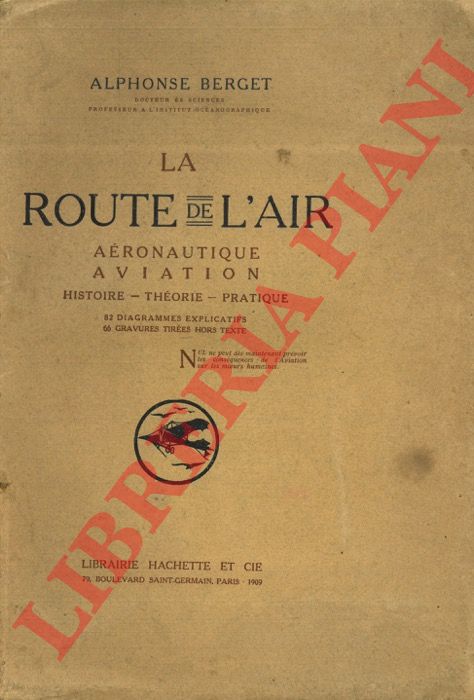 ALPHONSE BERGET
DOCTEUR ÈS SCIENCES
PROFESSEUR A L'INSTITUT OCÉANOGRAPHIQUE
LA
ROUTE DE L'AIR
AÉRONAUTIQUE
AVIATION
HISTOIRE — THÉORIE — PRATIQUE
82 DIAGRAMMES EXPLICATIFS
66 GRAVURES TIRÉES HORS TEXTE
NUL ne peut dès maintenant prévoir
les conséquences de l'Aviation
sur les mœurs humaines.
LIBRAIRIE HACHETTE ET CIE
79, BOULEVARD SAINT-GERMAIN, PARIS - 1909
LIBRERIA PIANI